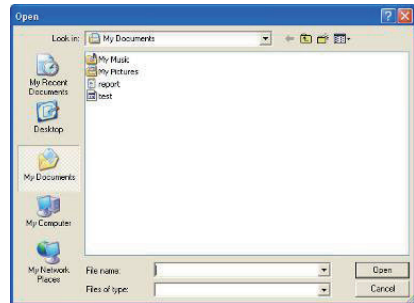 Open
Look in: My Documents
My Recent
Documents
Desktop
My Documents
My Computer
My Network
Places
My Music
My Pictures
report
test
File name:
Open
Files of type:
Cancel